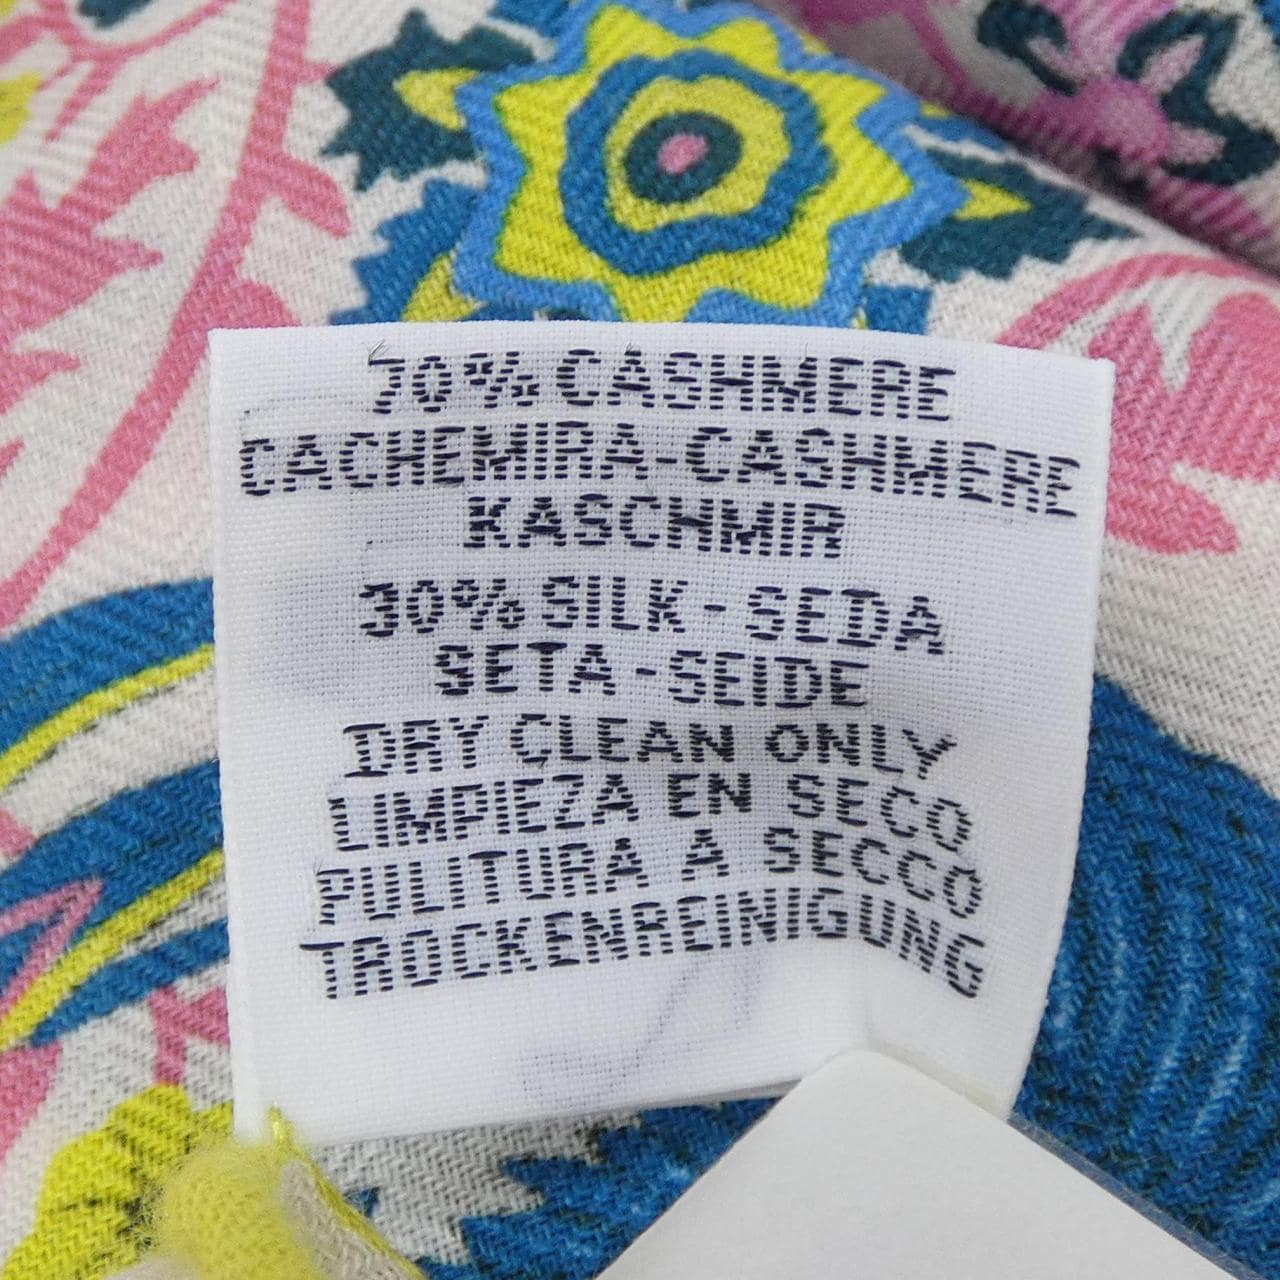 70% CASHMERE
CACHEMIRA-CASHMERE
KASCHMIR
30% SILK - SEDA
SETA - SEIDE
DRY CLEAN ONLY
LIMPIEZA EN SECO
PULITURA A SECCO
TROCKENREINIGUNG